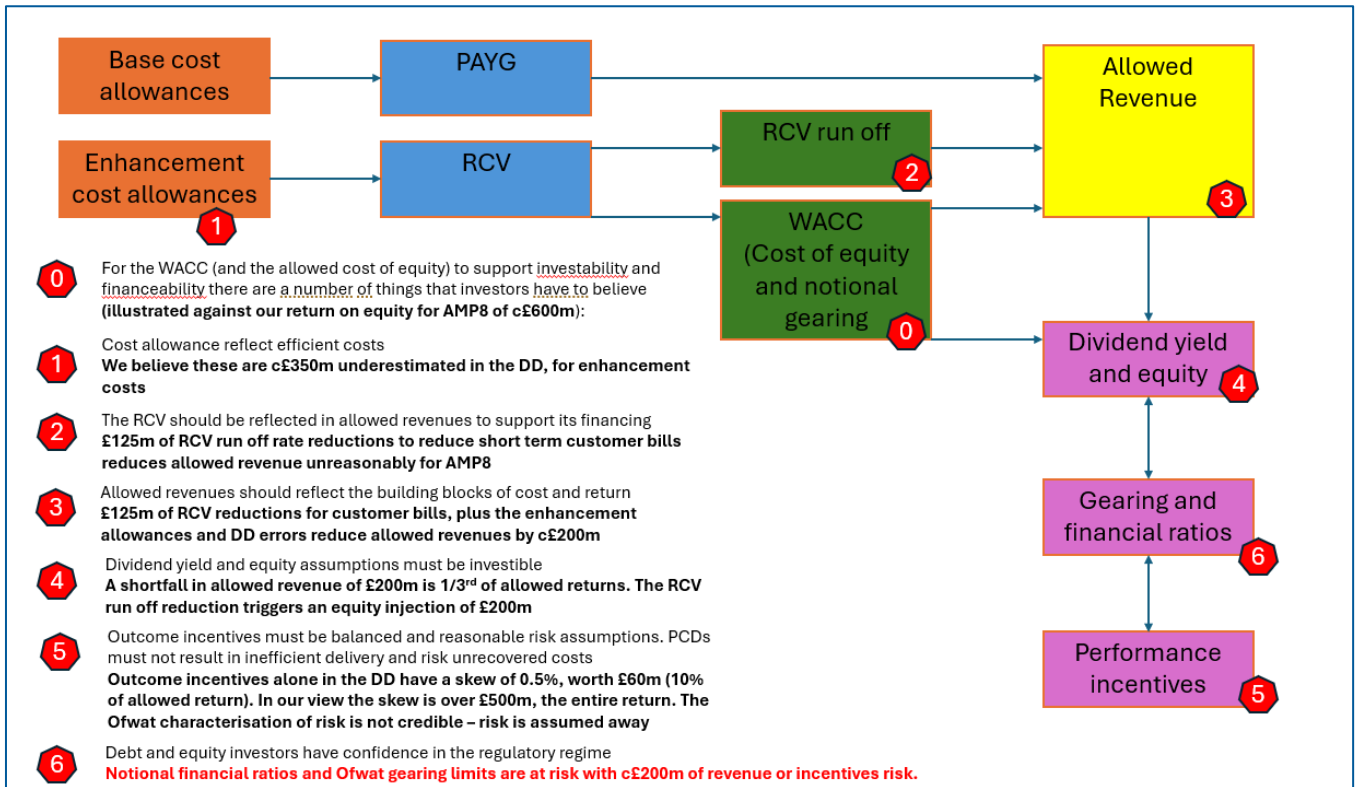 Base cost
allowances
PAYG
Allowed
Revenue
RCV run off
2
Enhancement
cost allowances
1
RCV
3
WACC
(Cost of equity
and notional
gearing
0
0
For the WACC (and the allowed cost of equity) to support investability and
financeability there are a number of things that investors have to believe
(illustrated against our return on equity for AMP8 of c£600m):
1
Cost allowance reflect efficient costs
We believe these are c£350m underestimated in the DD, for enhancement
costs
2
The RCV should be reflected in allowed revenues to support its financing
£125m of RCV run off rate reductions to reduce short term customer bills
reduces allowed revenue unreasonably for AMP8
3
Allowed revenues should reflect the building blocks of cost and return
£125m of RCV reductions for customer bills, plus the enhancement
allowances and DD errors reduce allowed revenues by c£200m
4
Dividend yield and equity assumptions must be investible
A shortfall in allowed revenue of £200m is 1/3rd of allowed returns. The RCV
run off reduction triggers an equity injection of £200m
5
Outcome incentives must be balanced and reasonable risk assumptions. PCDs
must not result in inefficient delivery and risk unrecovered costs
Outcome incentives alone in the DD have a skew of 0.5%, worth £60m (10%
of allowed return). In our view the skew is over £500m, the entire return. The
Ofwat characterisation of risk is not credible – risk is assumed away
6
Debt and equity investors have confidence in the regulatory regime
Notional financial ratios and Ofwat gearing limits are at risk with c£200m of revenue or incentives risk.
Dividend yield
and equity
4
Gearing and
financial ratios
6
Performance
incentives
5